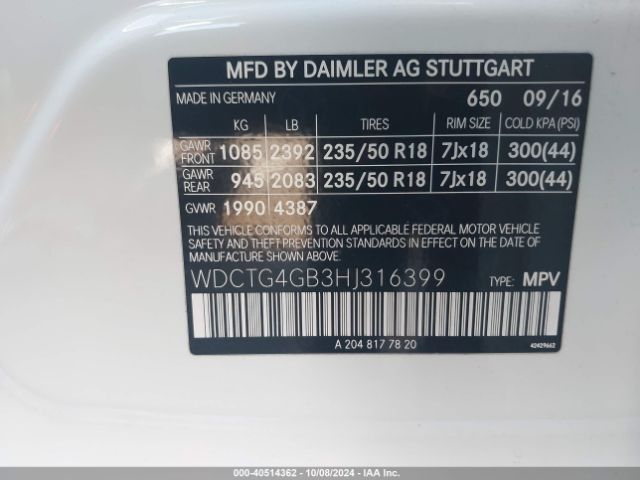 MFD BY DAIMLER AG STUTTGART
MADE IN GERMANY 650 09/16
KG LB TIRES RIM SIZE COLD KPA(PSI)
GAWR FRONT 1085 2392 235/50 R18 7Jx18 300(44)
GAWR REAR 945 2083 235/50 R18 7Jx18 300(44)
GVWR 1990 4387
THIS VEHICLE CONFORMS TO ALL APPLICABLE FEDERAL MOTOR VEHICLE
SAFETY AND THEFT PREVENTION STANDARDS IN EFFECT ON THE DATE
OF MANUFACTURE SHOWN ABOVE.
WDCTG4GB3HJ316399 TYPE: MPV
A 204 817 78 20 42429662
000-40514362 - 10/08/2024 - IAA Inc.